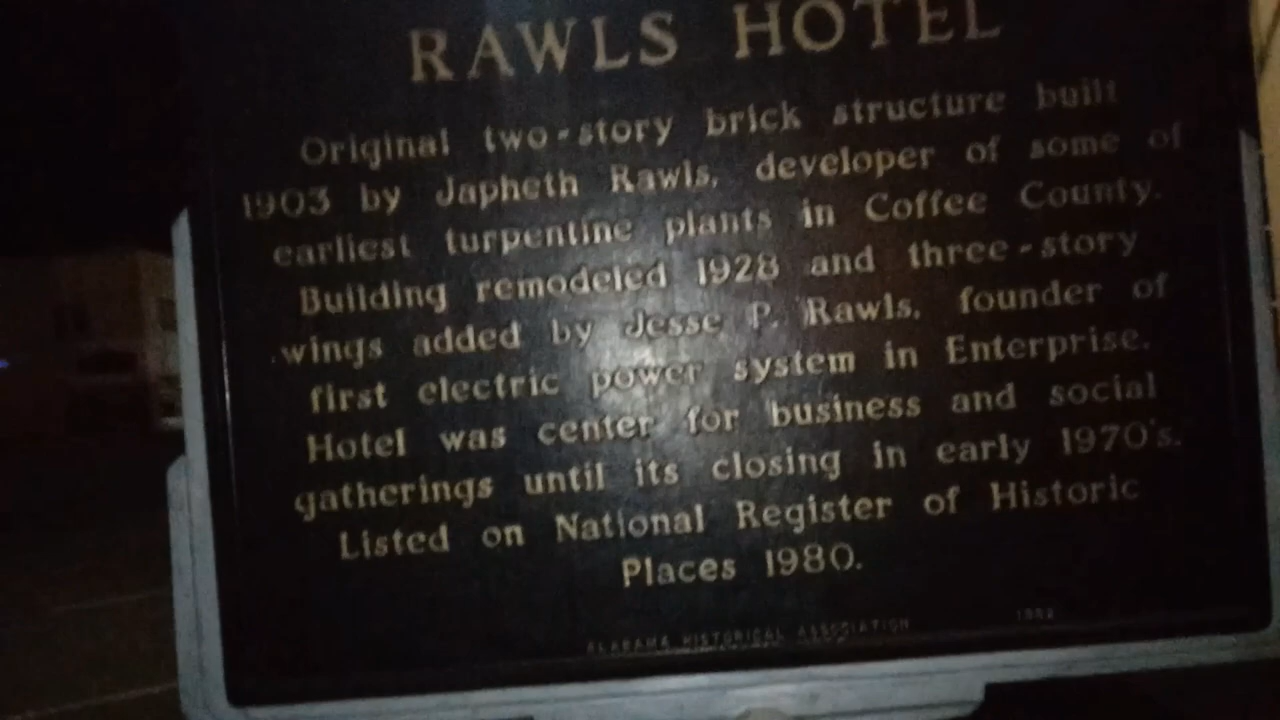 RAWLS HOTEL
Original two-story brick structure built
1903 by Japheth Rawls, developer of some of
earliest turpentine plants in Coffee County.
Building remodeled 1928 and three-story
wings added by Jesse P. Rawls, founder of
first electric power system in Enterprise.
Hotel was center for business and social
gatherings until its closing in early 1970's.
Listed on National Register of Historic
Places 1980.
ALABAMA HISTORICAL ASSOCIATION